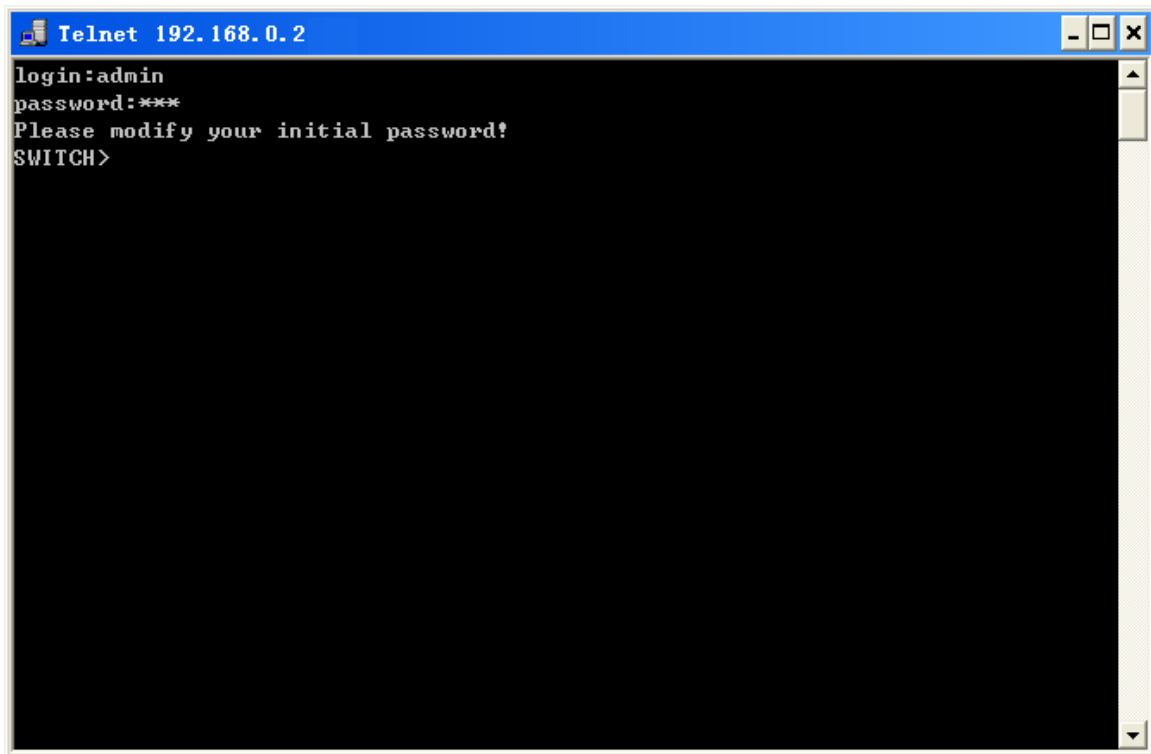 Telnet 192.168.0.2
login:admin
password:***
Please modify your initial password!
SWITCH>